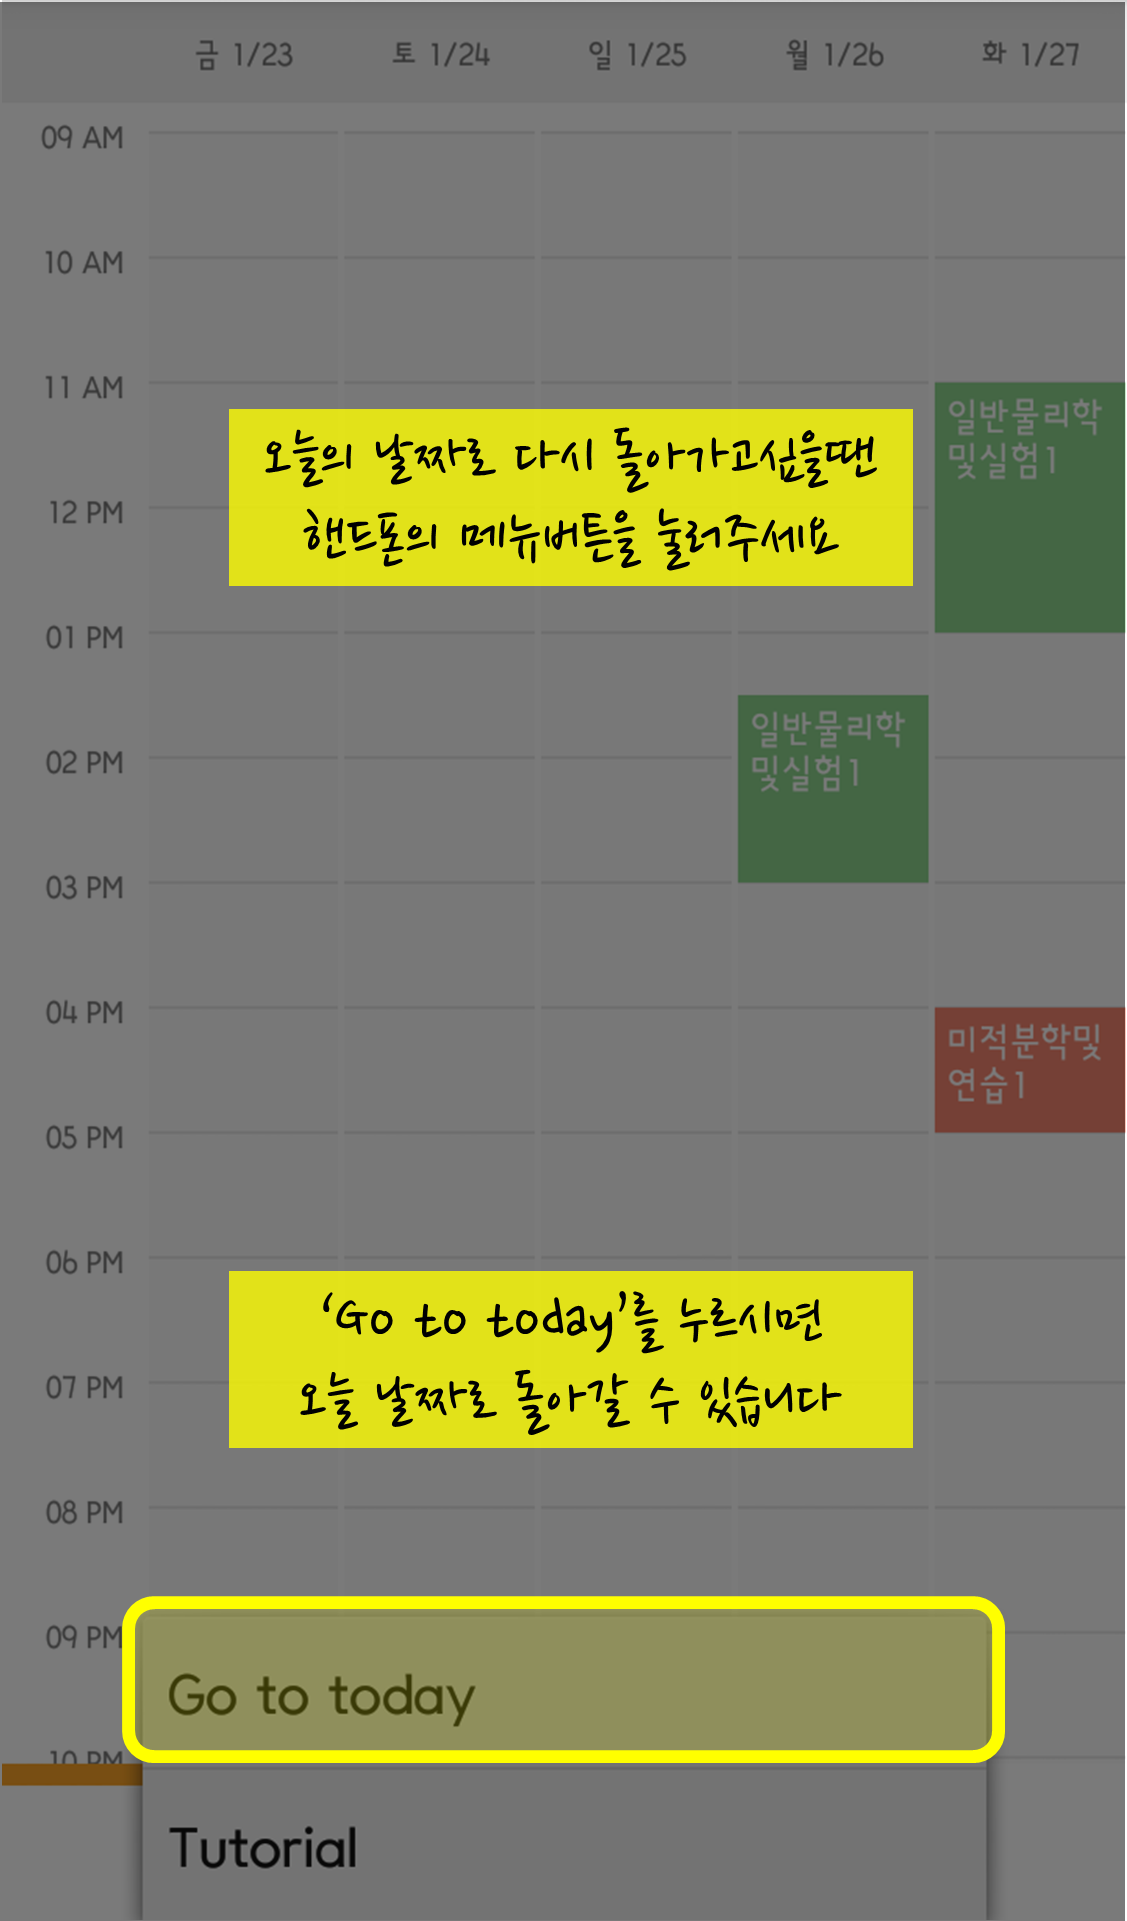 금 1/23 토 1/24 일 1/25 월 1/26 화 1/27
09 AM
10 AM
11 AM
일반물리학
및실험1
오늘의 날짜로 다시 돌아가고싶을땐
12 PM
핸드폰의 메뉴버튼을 눌러주세요
01 PM
일반물리학
및실험1
02 PM
03 PM
04 PM
미적분학및
연습1
05 PM
06 PM
‘Go to today’를 누르시면
07 PM
오늘 날짜로 돌아갈 수 있습니다
08 PM
09 PM
Go to today
10 PM
Tutorial